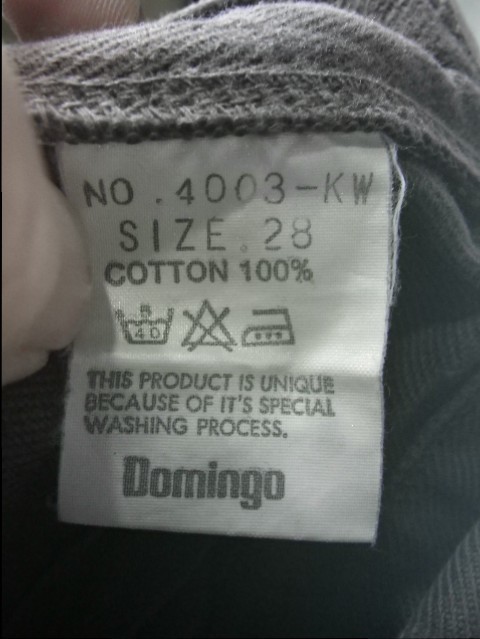 NO.4003-KW
SIZE.28
COTTON 100%
40
THIS PRODUCT IS UNIQUE
BECAUSE OF IT'S SPECIAL
WASHING PROCESS.
Domingo